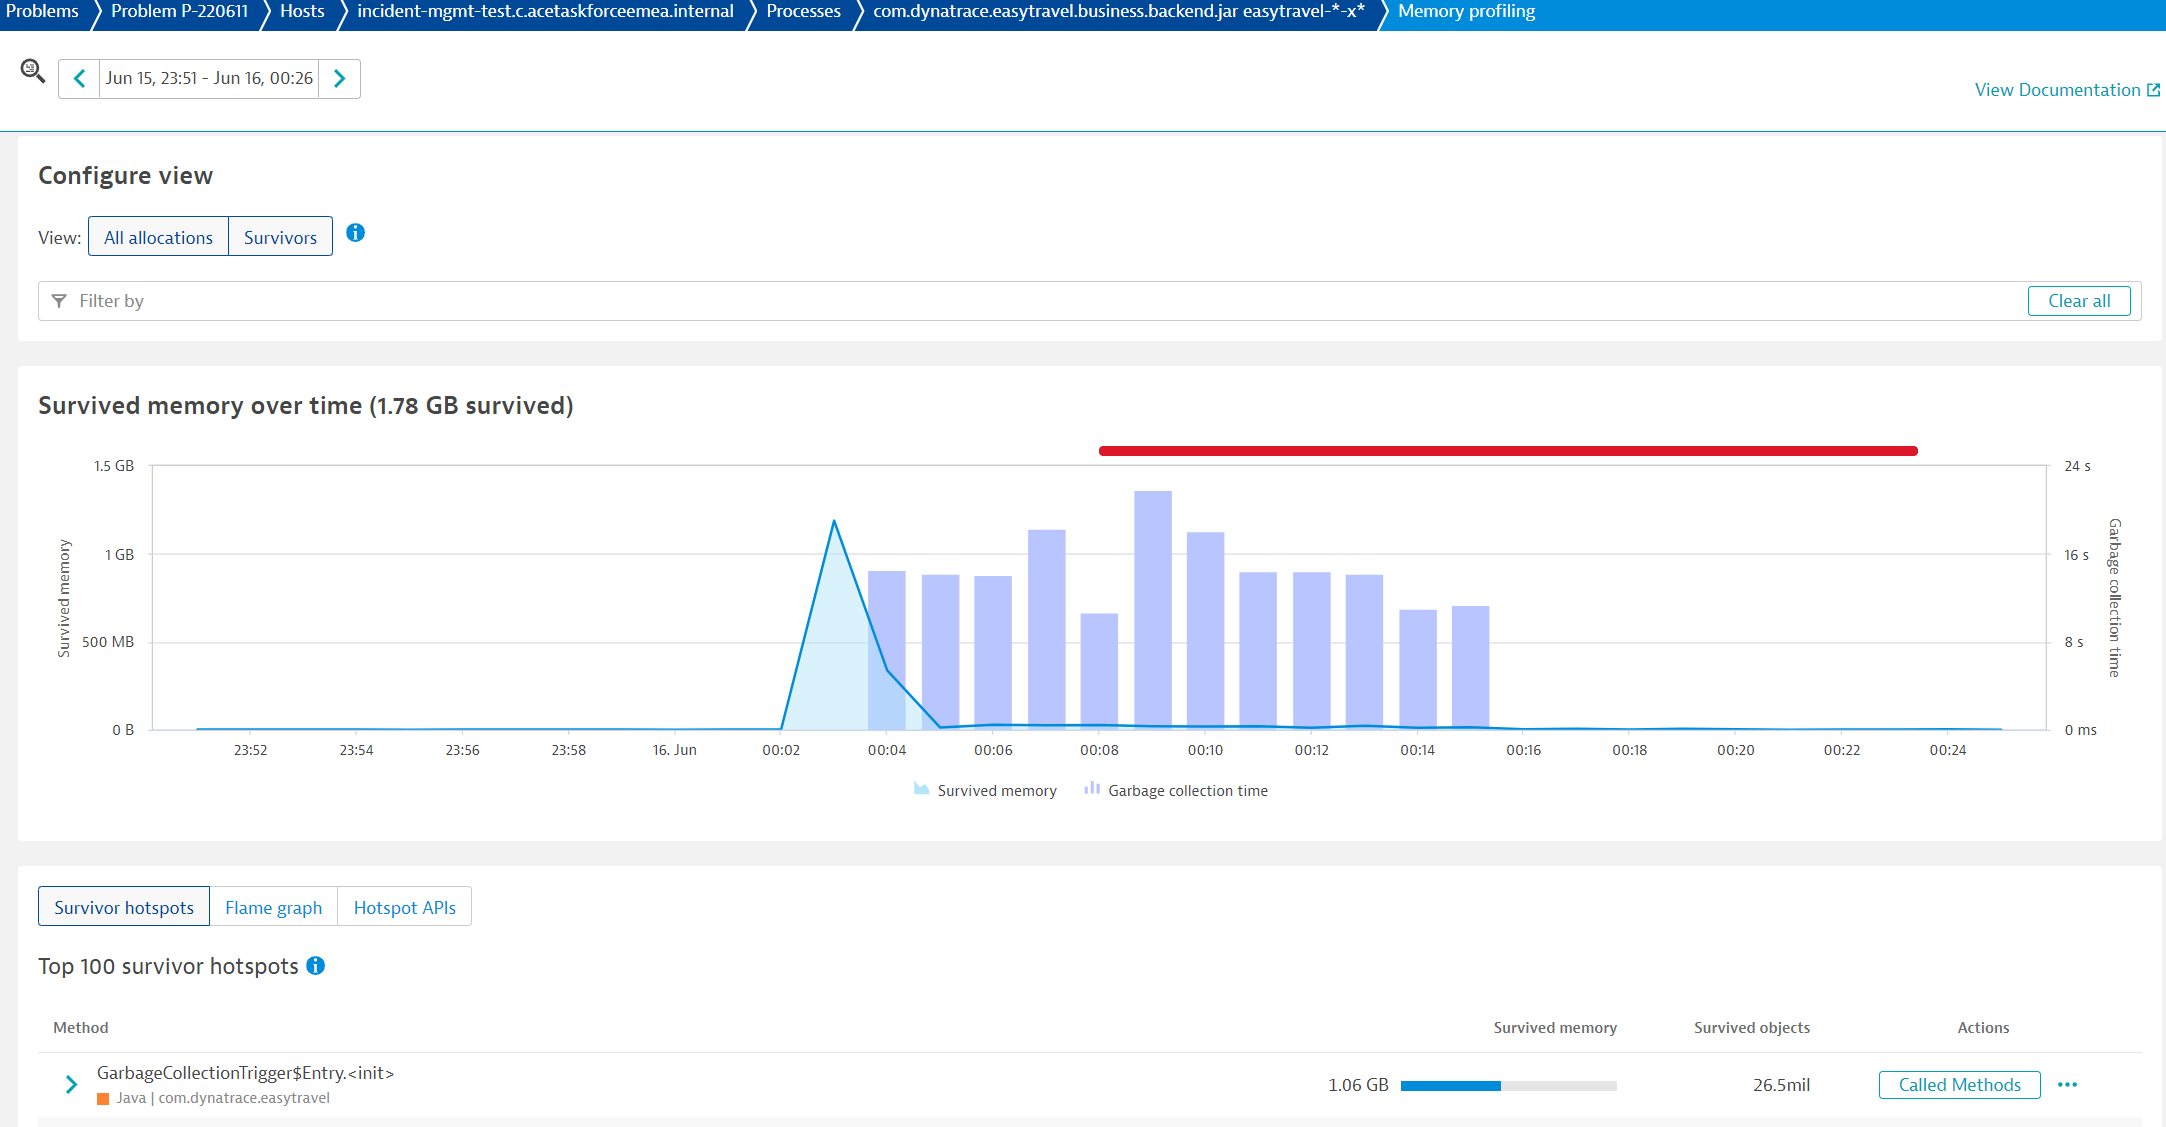 Problems
Problem P-220611
Hosts
incident-mgmt-test.c.acetaskforceemea.internal
Processes
com.dynatrace.easytravel.business.backend.jar easytravel-*-x*
Memory profiling
Jun 15, 23:51 - Jun 16, 00:26
View Documentation
Configure view
View:
All allocations
Survivors
Filter by
Clear all
Survived memory over time (1.78 GB survived)
1.5 GB
1 GB
500 MB
0 B
Survived memory
24 s
16 s
8 s
0 ms
Garbage collection time
23:52
23:54
23:56
23:58
16. Jun
00:02
00:04
00:06
00:08
00:10
00:12
00:14
00:16
00:18
00:20
00:22
00:24
Survived memory
Garbage collection time
Survivor hotspots
Flame graph
Hotspot APIs
Top 100 survivor hotspots
Method
Survived memory
Survived objects
Actions
GarbageCollectionTrigger$Entry.<init>
Java | com.dynatrace.easytravel
1.06 GB
26.5mil
Called Methods